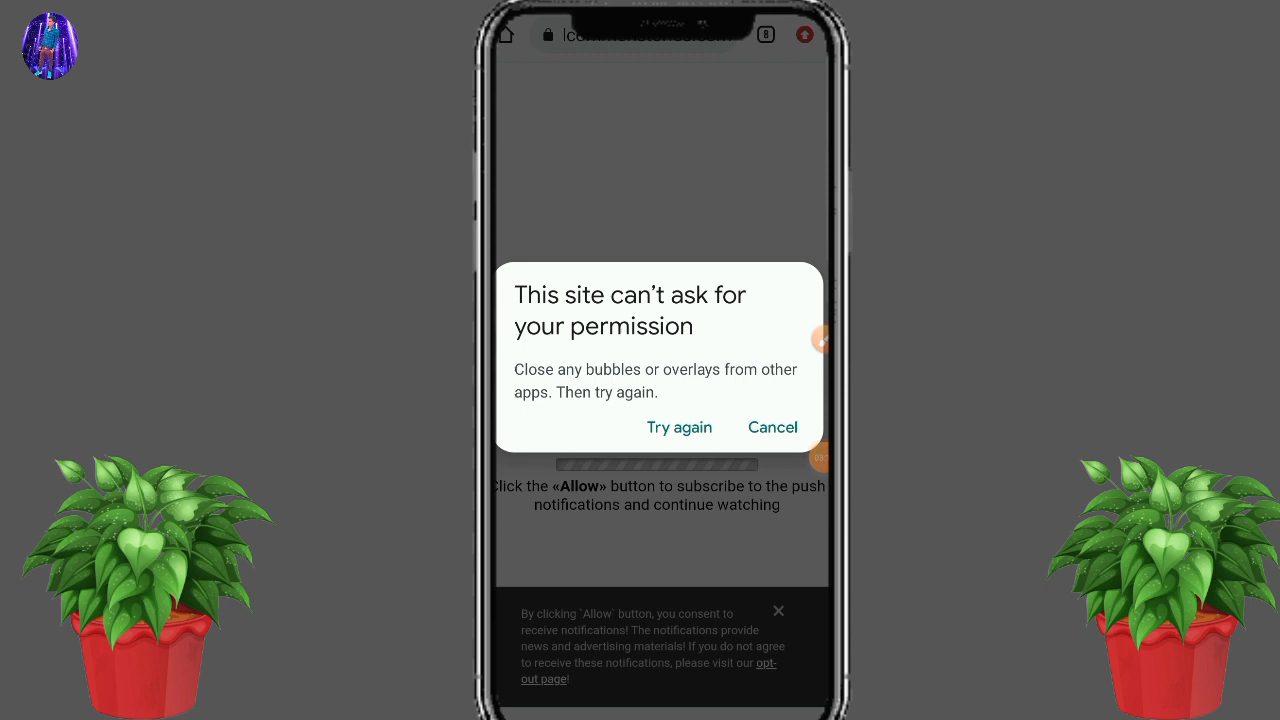 8
This site can't ask for
your permission
Close any bubbles or overlays from other
apps. Then try again.
Try again Cancel
Click the «Allow» button to subscribe to the push
notifications and continue watching
By clicking `Allow` button, you consent to
receive notifications! The notifications provide
news and advertising materials! If you do not agree
to receive these notifications, please visit our opt-
out page!